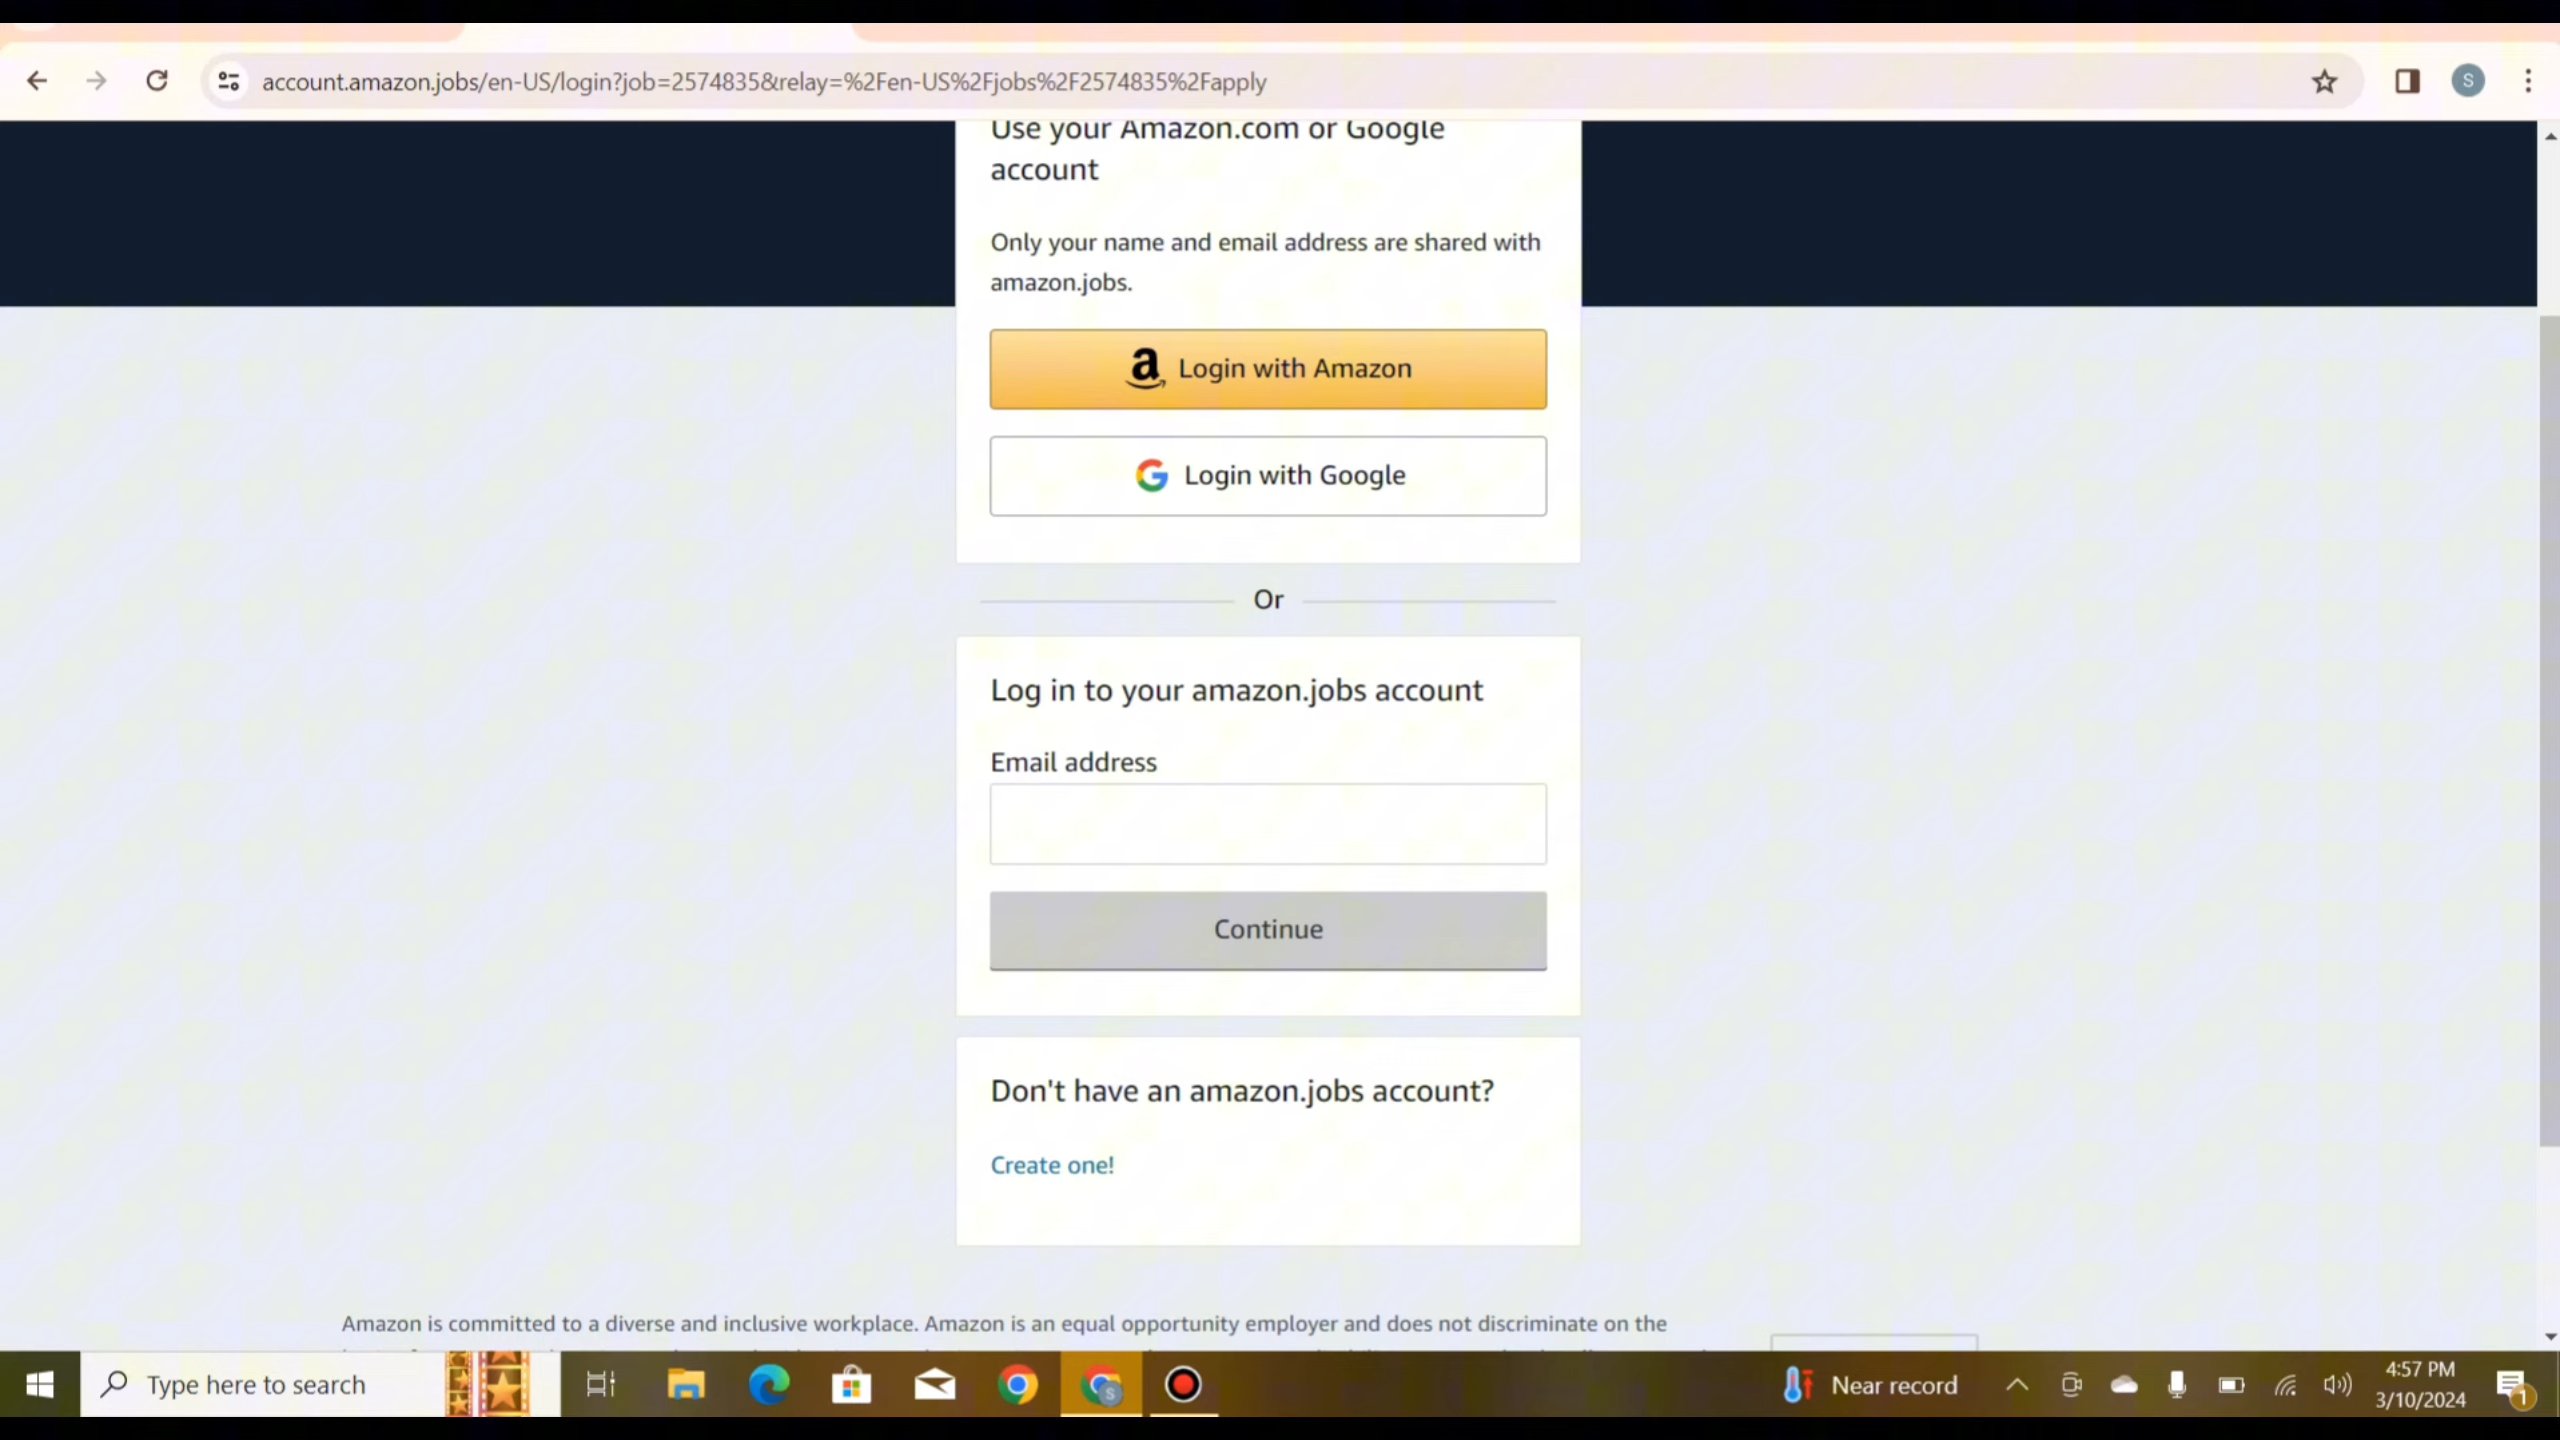 account.amazon.jobs/en-US/login?job=2574835&relay=%2Fen-US%2Fjobs%2F2574835%2Fapply
S
Use your Amazon.com or Google
account
Only your name and email address are shared with
amazon.jobs.
a Login with Amazon
G Login with Google
Or
Log in to your amazon.jobs account
Email address
Continue
Don't have an amazon.jobs account?
Create one!
Amazon is committed to a diverse and inclusive workplace. Amazon is an equal opportunity employer and does not discriminate on the
Type here to search
S
Near record
4:57 PM
3/10/2024
1